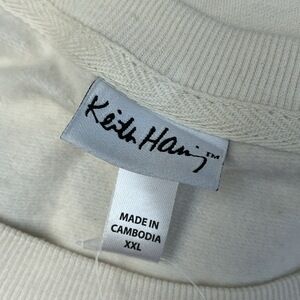 Keith Haring™
MADE IN
CAMBODIA
XXL